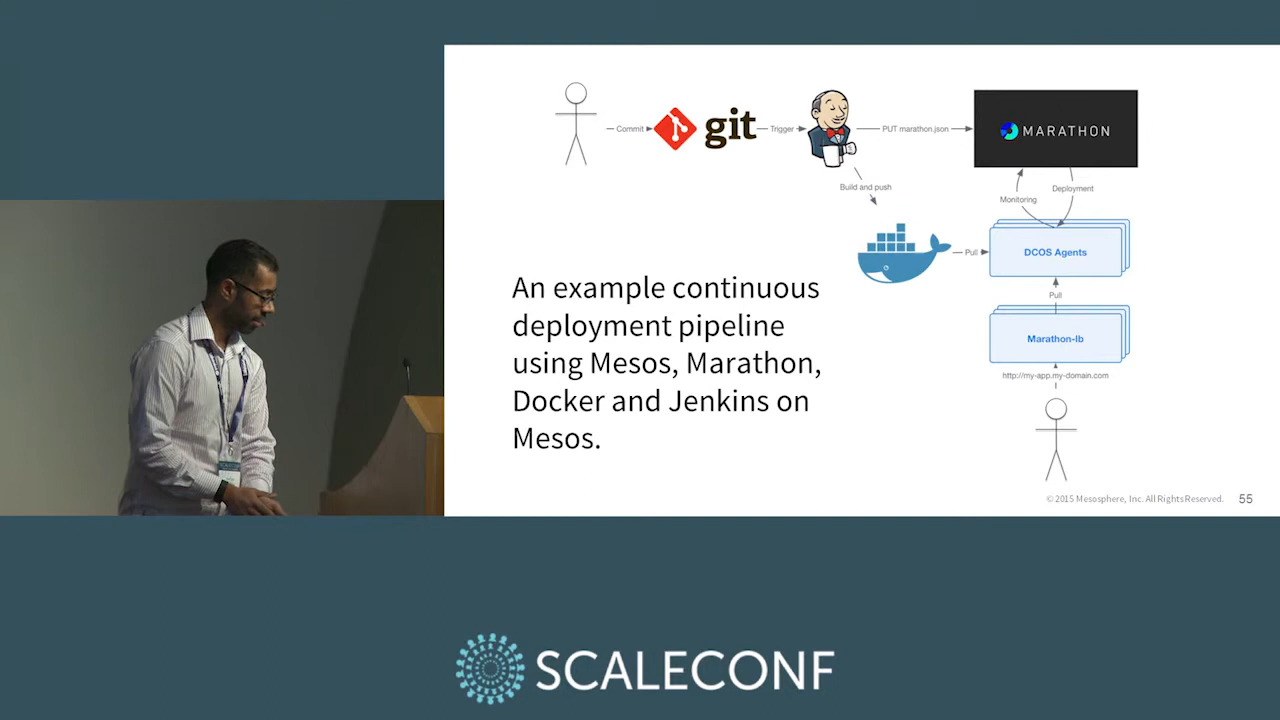 Commit
git
Trigger
PUT marathon.json
MARATHON
Build and push
Monitoring
Deployment
Pull
DCOS Agents
Pull
Marathon-lb
http://my-app.my-domain.com
An example continuous
deployment pipeline
using Mesos, Marathon,
Docker and Jenkins on
Mesos.
© 2015 Mesosphere, Inc. All Rights Reserved.
55
SCALECONF